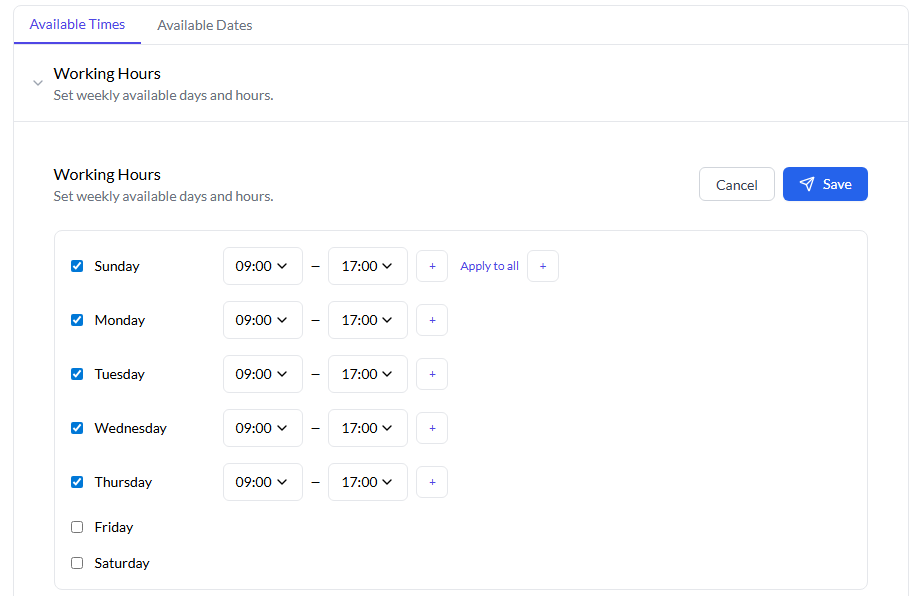 Available Times Available Dates
Working Hours
Set weekly available days and hours.
Working Hours
Set weekly available days and hours.
Cancel Save
Sunday 09:00 – 17:00 + Apply to all +
Monday 09:00 – 17:00 +
Tuesday 09:00 – 17:00 +
Wednesday 09:00 – 17:00 +
Thursday 09:00 – 17:00 +
Friday
Saturday